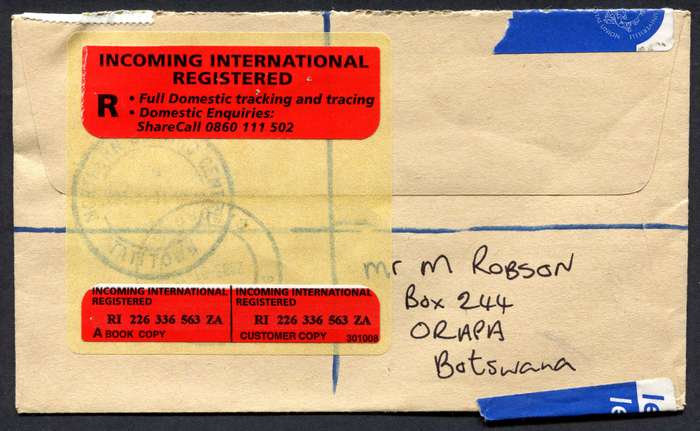 INCOMING INTERNATIONAL
REGISTERED
R
• Full Domestic tracking and tracing
• Domestic Enquiries:
ShareCall 0860 111 502
INCOMING INTERNATIONAL
REGISTERED
RI 226 336 563 ZA
A BOOK COPY
INCOMING INTERNATIONAL
REGISTERED
RI 226 336 563 ZA
CUSTOMER COPY
301008
Mr M ROBSON
Box 244
ORAPA
Botswana